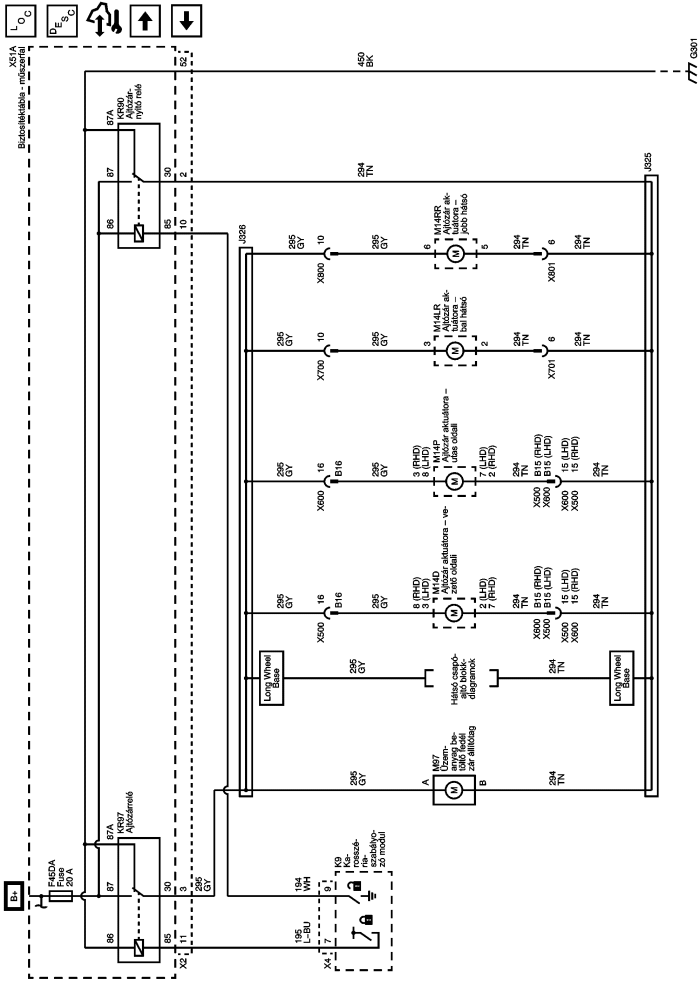 L O C
D E S C
B+
F45DA
Fuse
20 A
X51A
Biztosítéktábla - műszerfal
86
87
87A
KR97
Ajtózárrelé
85
30
X2
11
3
295
GY
86
87
87A
KR90
Ajtózár-
nyitó relé
85
30
10
2
52
195
L-BU
194
WH
X4
7
9
K9
Ka-
rosszé-
ria-
szabályo-
zó modul
J326
294
TN
450
BK
295
GY
A
M97
Üzem-
anyag be-
töltő fedél
zár állítótag
B
294
TN
Long Wheel
Base
295
GY
Hátsó csapó-
ajtó blokk-
diagramok
294
TN
Long Wheel
Base
295
GY
X500
16
B16
295
GY
8 (RHD)
3 (LHD)
M14D
Ajtózár aktuátora – ve-
zető oldali
2 (LHD)
7 (RHD)
294
TN
X600
X500
B15 (RHD)
B15 (LHD)
X500
X600
15 (LHD)
15 (RHD)
294
TN
295
GY
X600
16
B16
295
GY
3 (RHD)
8 (LHD)
M14P
Ajtózár aktuátora –
utas oldali
7 (LHD)
2 (RHD)
294
TN
X500
X600
B15 (RHD)
B15 (LHD)
X600
X500
15 (LHD)
15 (RHD)
294
TN
295
GY
X700
10
295
GY
3
M14LR
Ajtózár ak-
tuátora –
bal hátsó
2
294
TN
X701
6
294
TN
295
GY
X800
10
295
GY
6
M14RR
Ajtózár ak-
tuátora –
jobb hátsó
5
294
TN
X801
6
294
TN
M
M
M
M
M
J325
G301